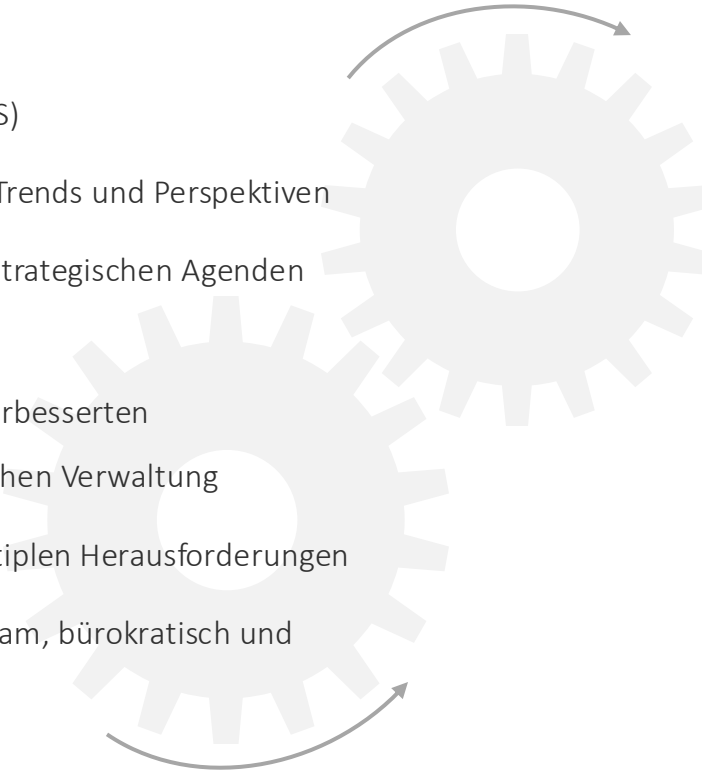 S)
Trends und Perspektiven
trategischen Agenden
rbesserten
hen Verwaltung
tiplen Herausforderungen
am, bürokratisch und